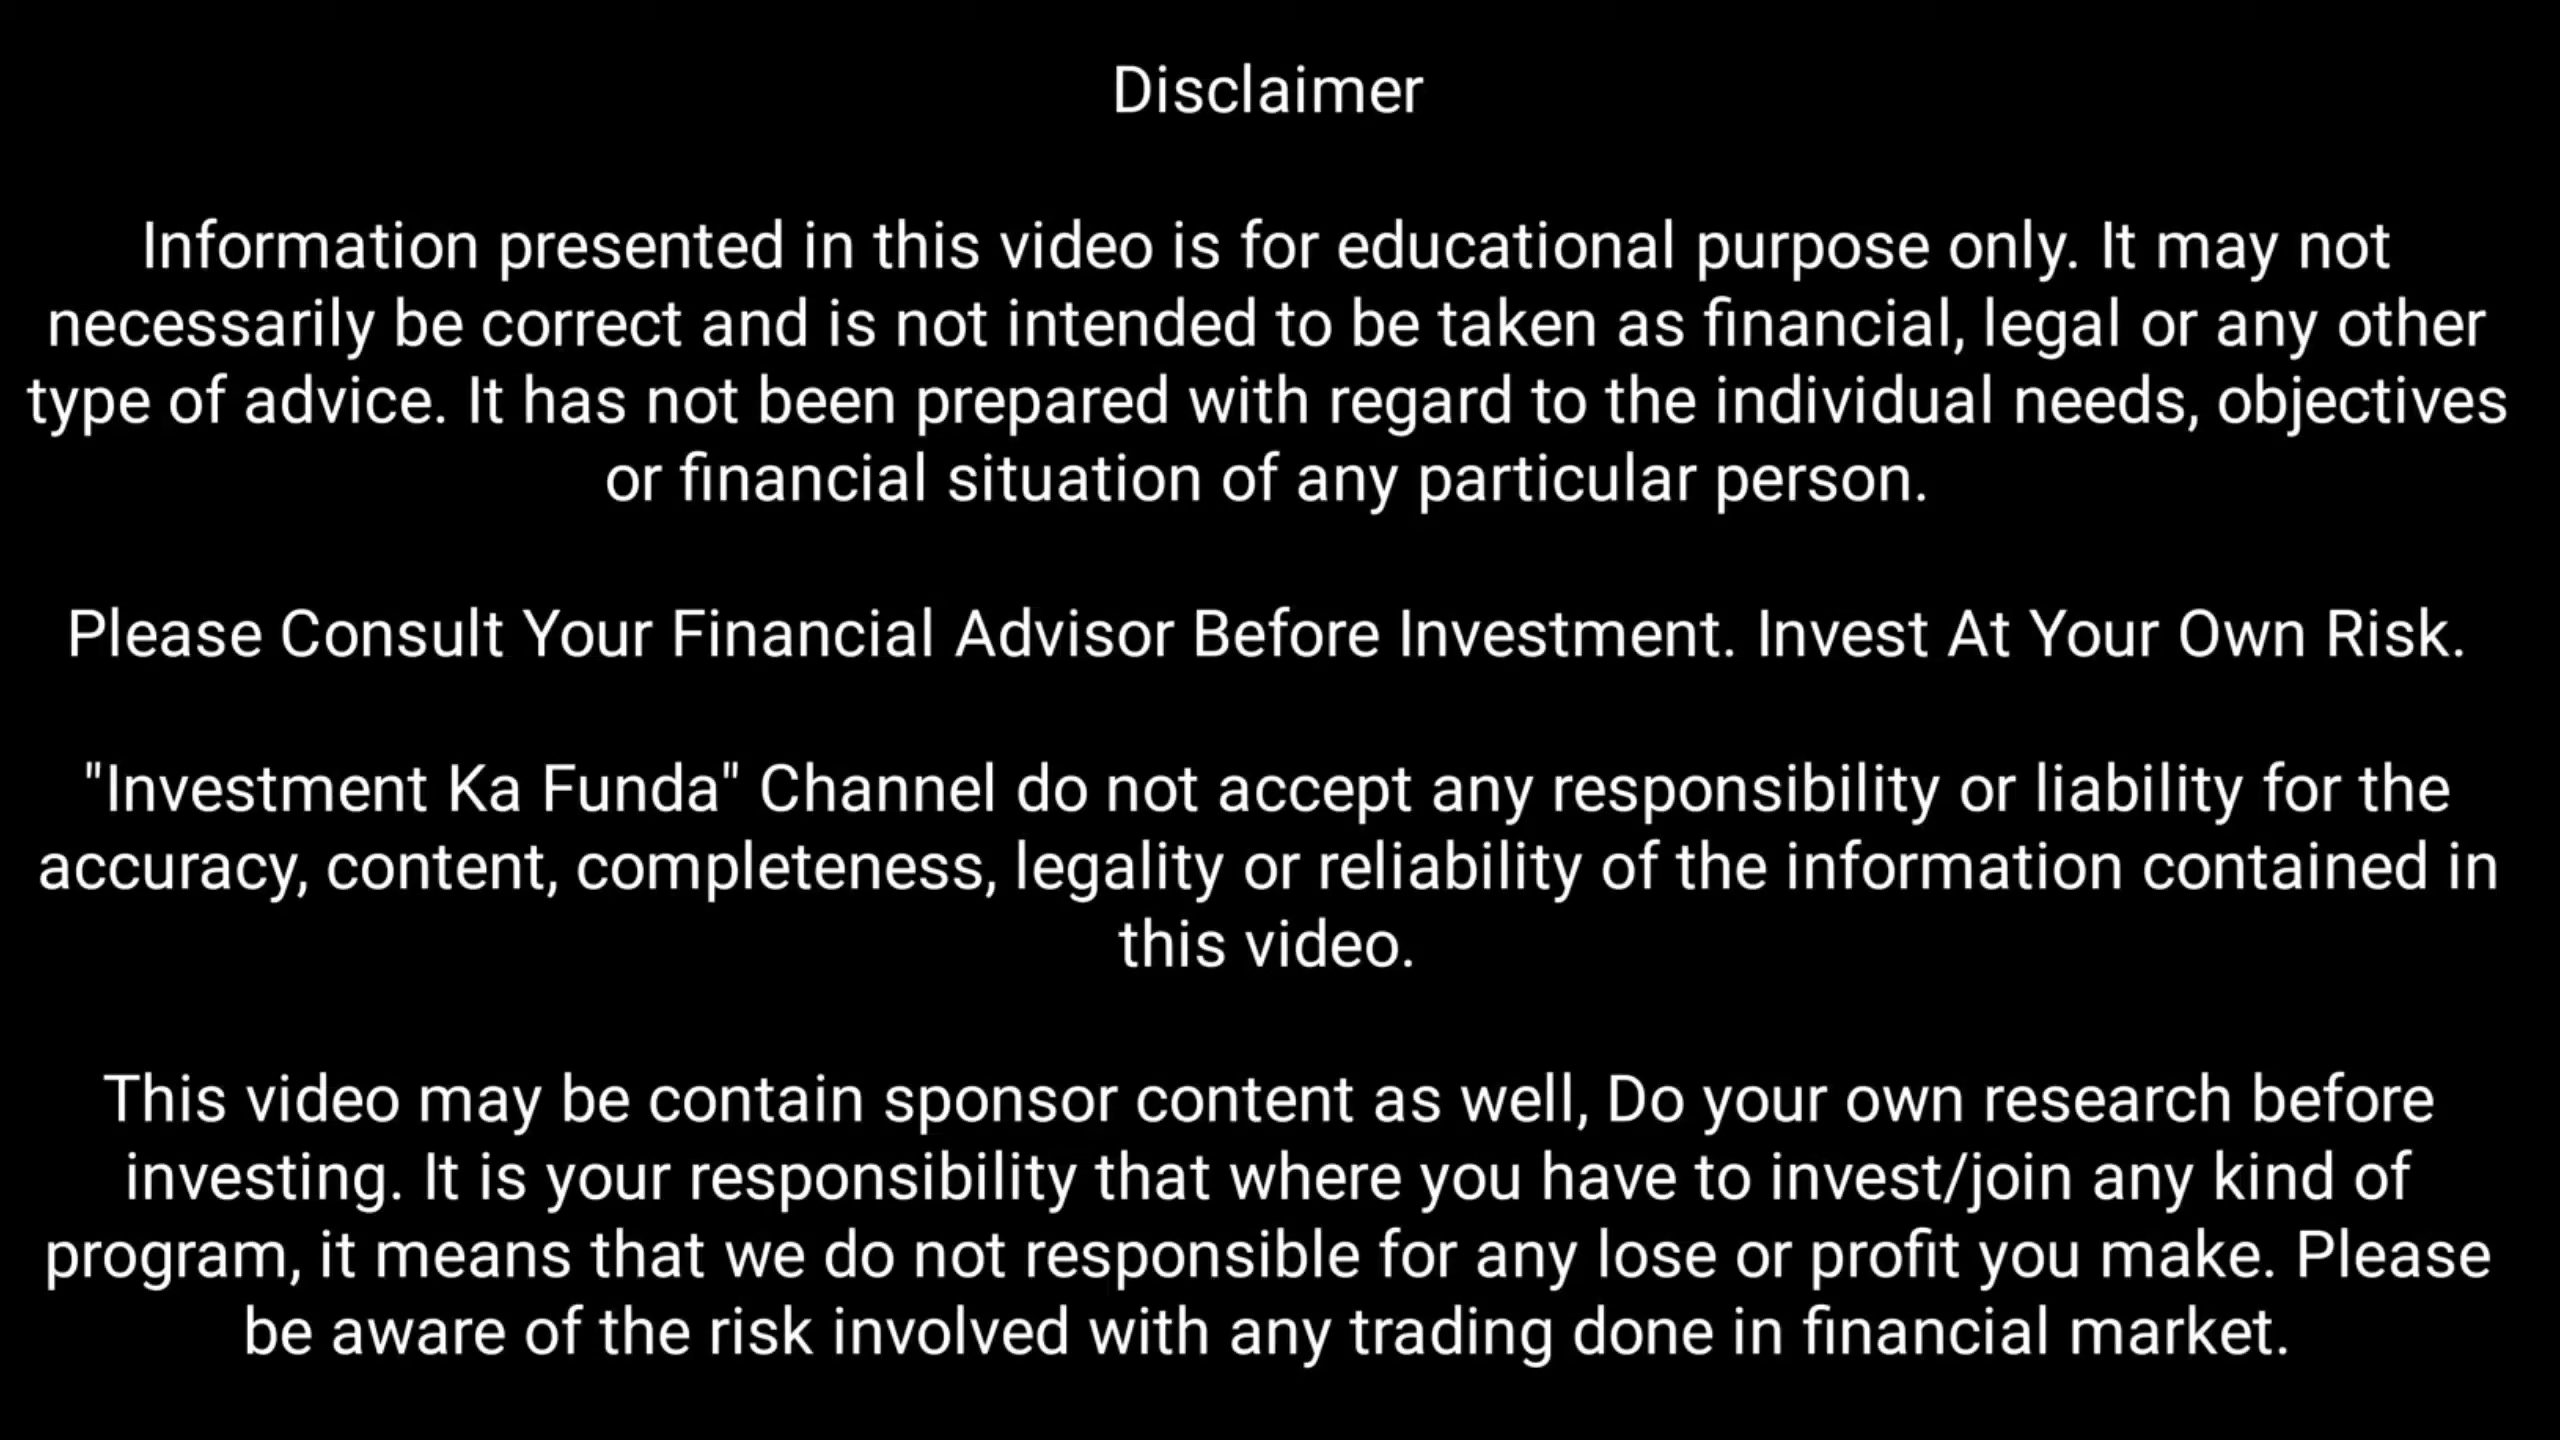 Disclaimer
Information presented in this video is for educational purpose only. It may not
necessarily be correct and is not intended to be taken as financial, legal or any other
type of advice. It has not been prepared with regard to the individual needs, objectives
or financial situation of any particular person.
Please Consult Your Financial Advisor Before Investment. Invest At Your Own Risk.
"Investment Ka Funda" Channel do not accept any responsibility or liability for the
accuracy, content, completeness, legality or reliability of the information contained in
this video.
This video may be contain sponsor content as well, Do your own research before
investing. It is your responsibility that where you have to invest/join any kind of
program, it means that we do not responsible for any lose or profit you make. Please
be aware of the risk involved with any trading done in financial market.